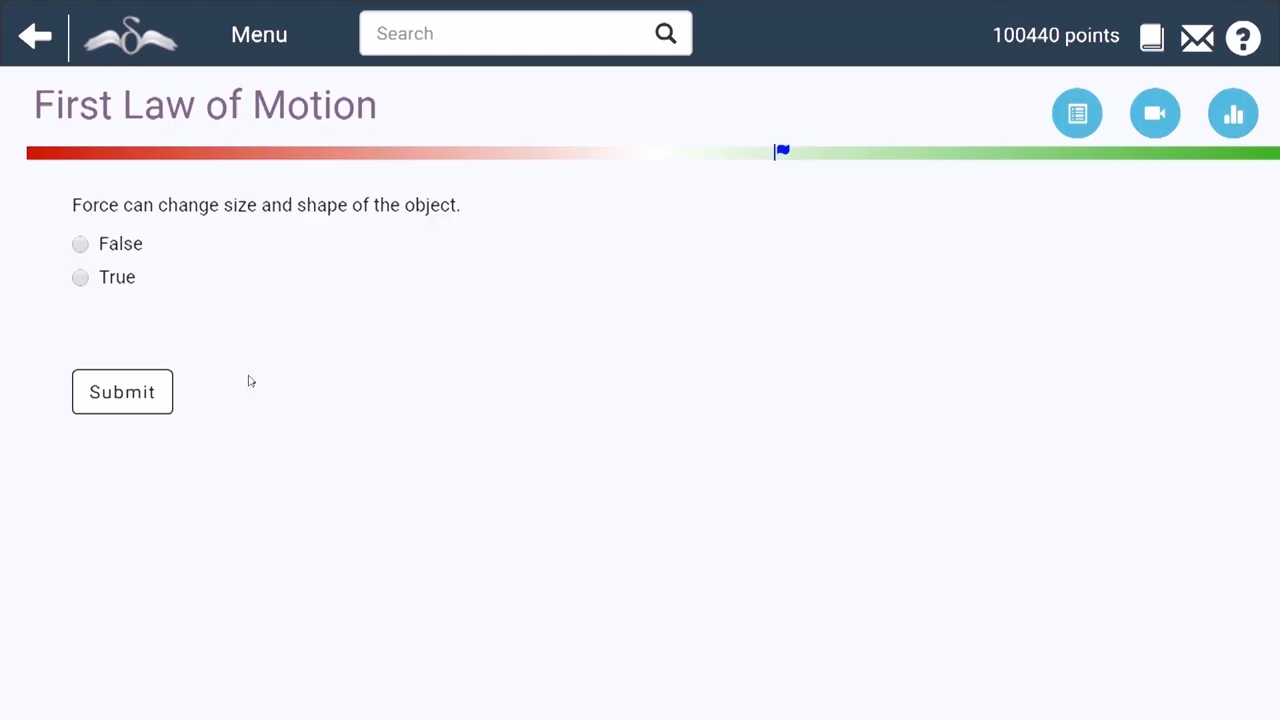 Menu
Search
100440 points
?
First Law of Motion
Force can change size and shape of the object.
False
True
Submit